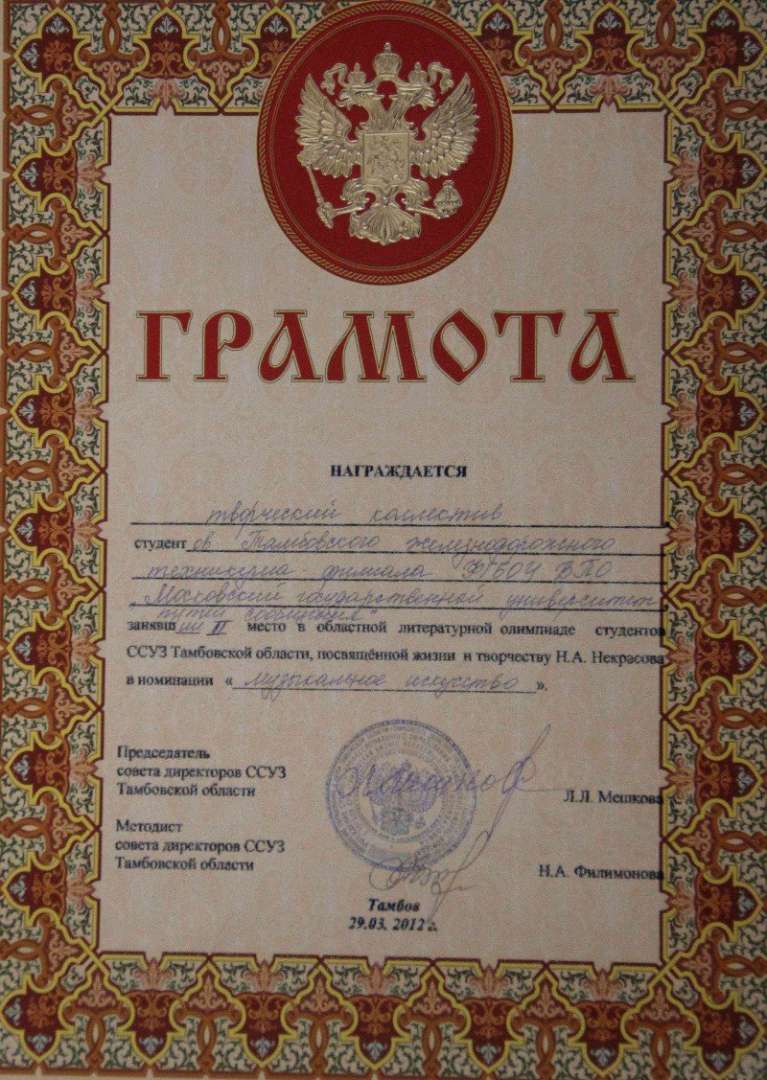 ГРАМОТА
НАГРАЖДАЕТСЯ
творческий коллектив
студентов Тамбовского железнодорожного
техникума - филиала ФГБОУ ВПО
„Московский государственный университет
путей сообщения"
занявший II место в областной литературной олимпиаде студентов
ССУЗ Тамбовской области, посвящённой жизни и творчеству Н.А. Некрасова
в номинации « музыкальное искусство ».
Председатель
совета директоров ССУЗ
Тамбовской области
Л.Л. Мешкова
Методист
совета директоров ССУЗ
Тамбовской области
Н.А. Филимонова
Тамбов
29.03. 2012 г.